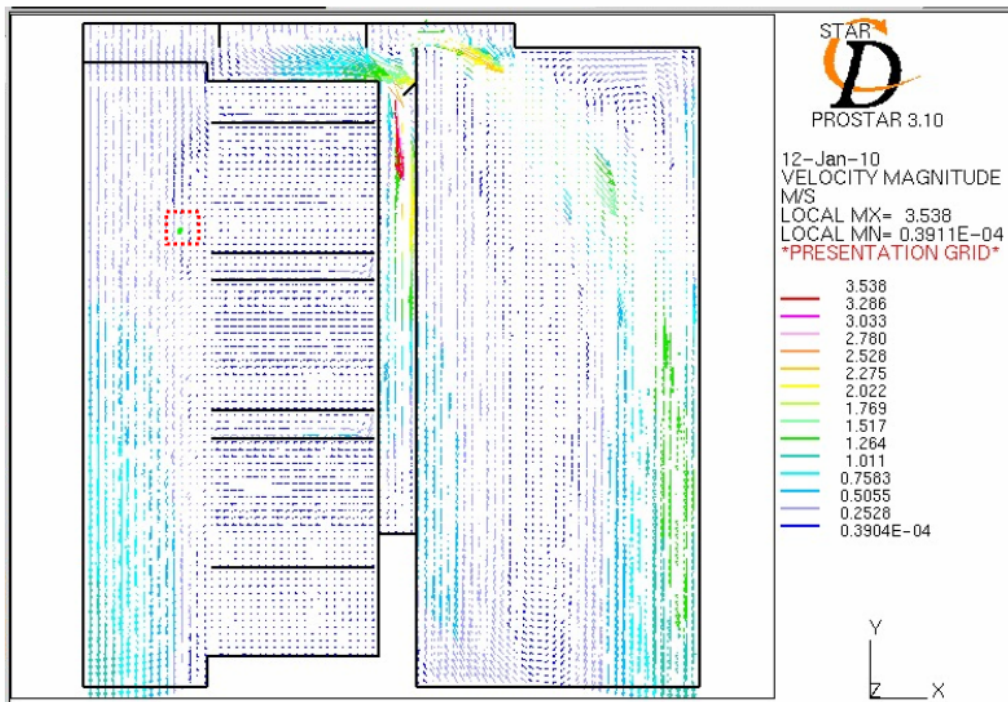 STAR
D
PROSTAR 3.10
12-Jan-10
VELOCITY MAGNITUDE
M/S
LOCAL MX= 3.538
LOCAL MN= 0.3911E-04
*PRESENTATION GRID*
3.538
3.286
3.033
2.780
2.528
2.275
2.022
1.769
1.517
1.264
1.011
0.7583
0.5055
0.2528
0.3904E-04
Y
Z X